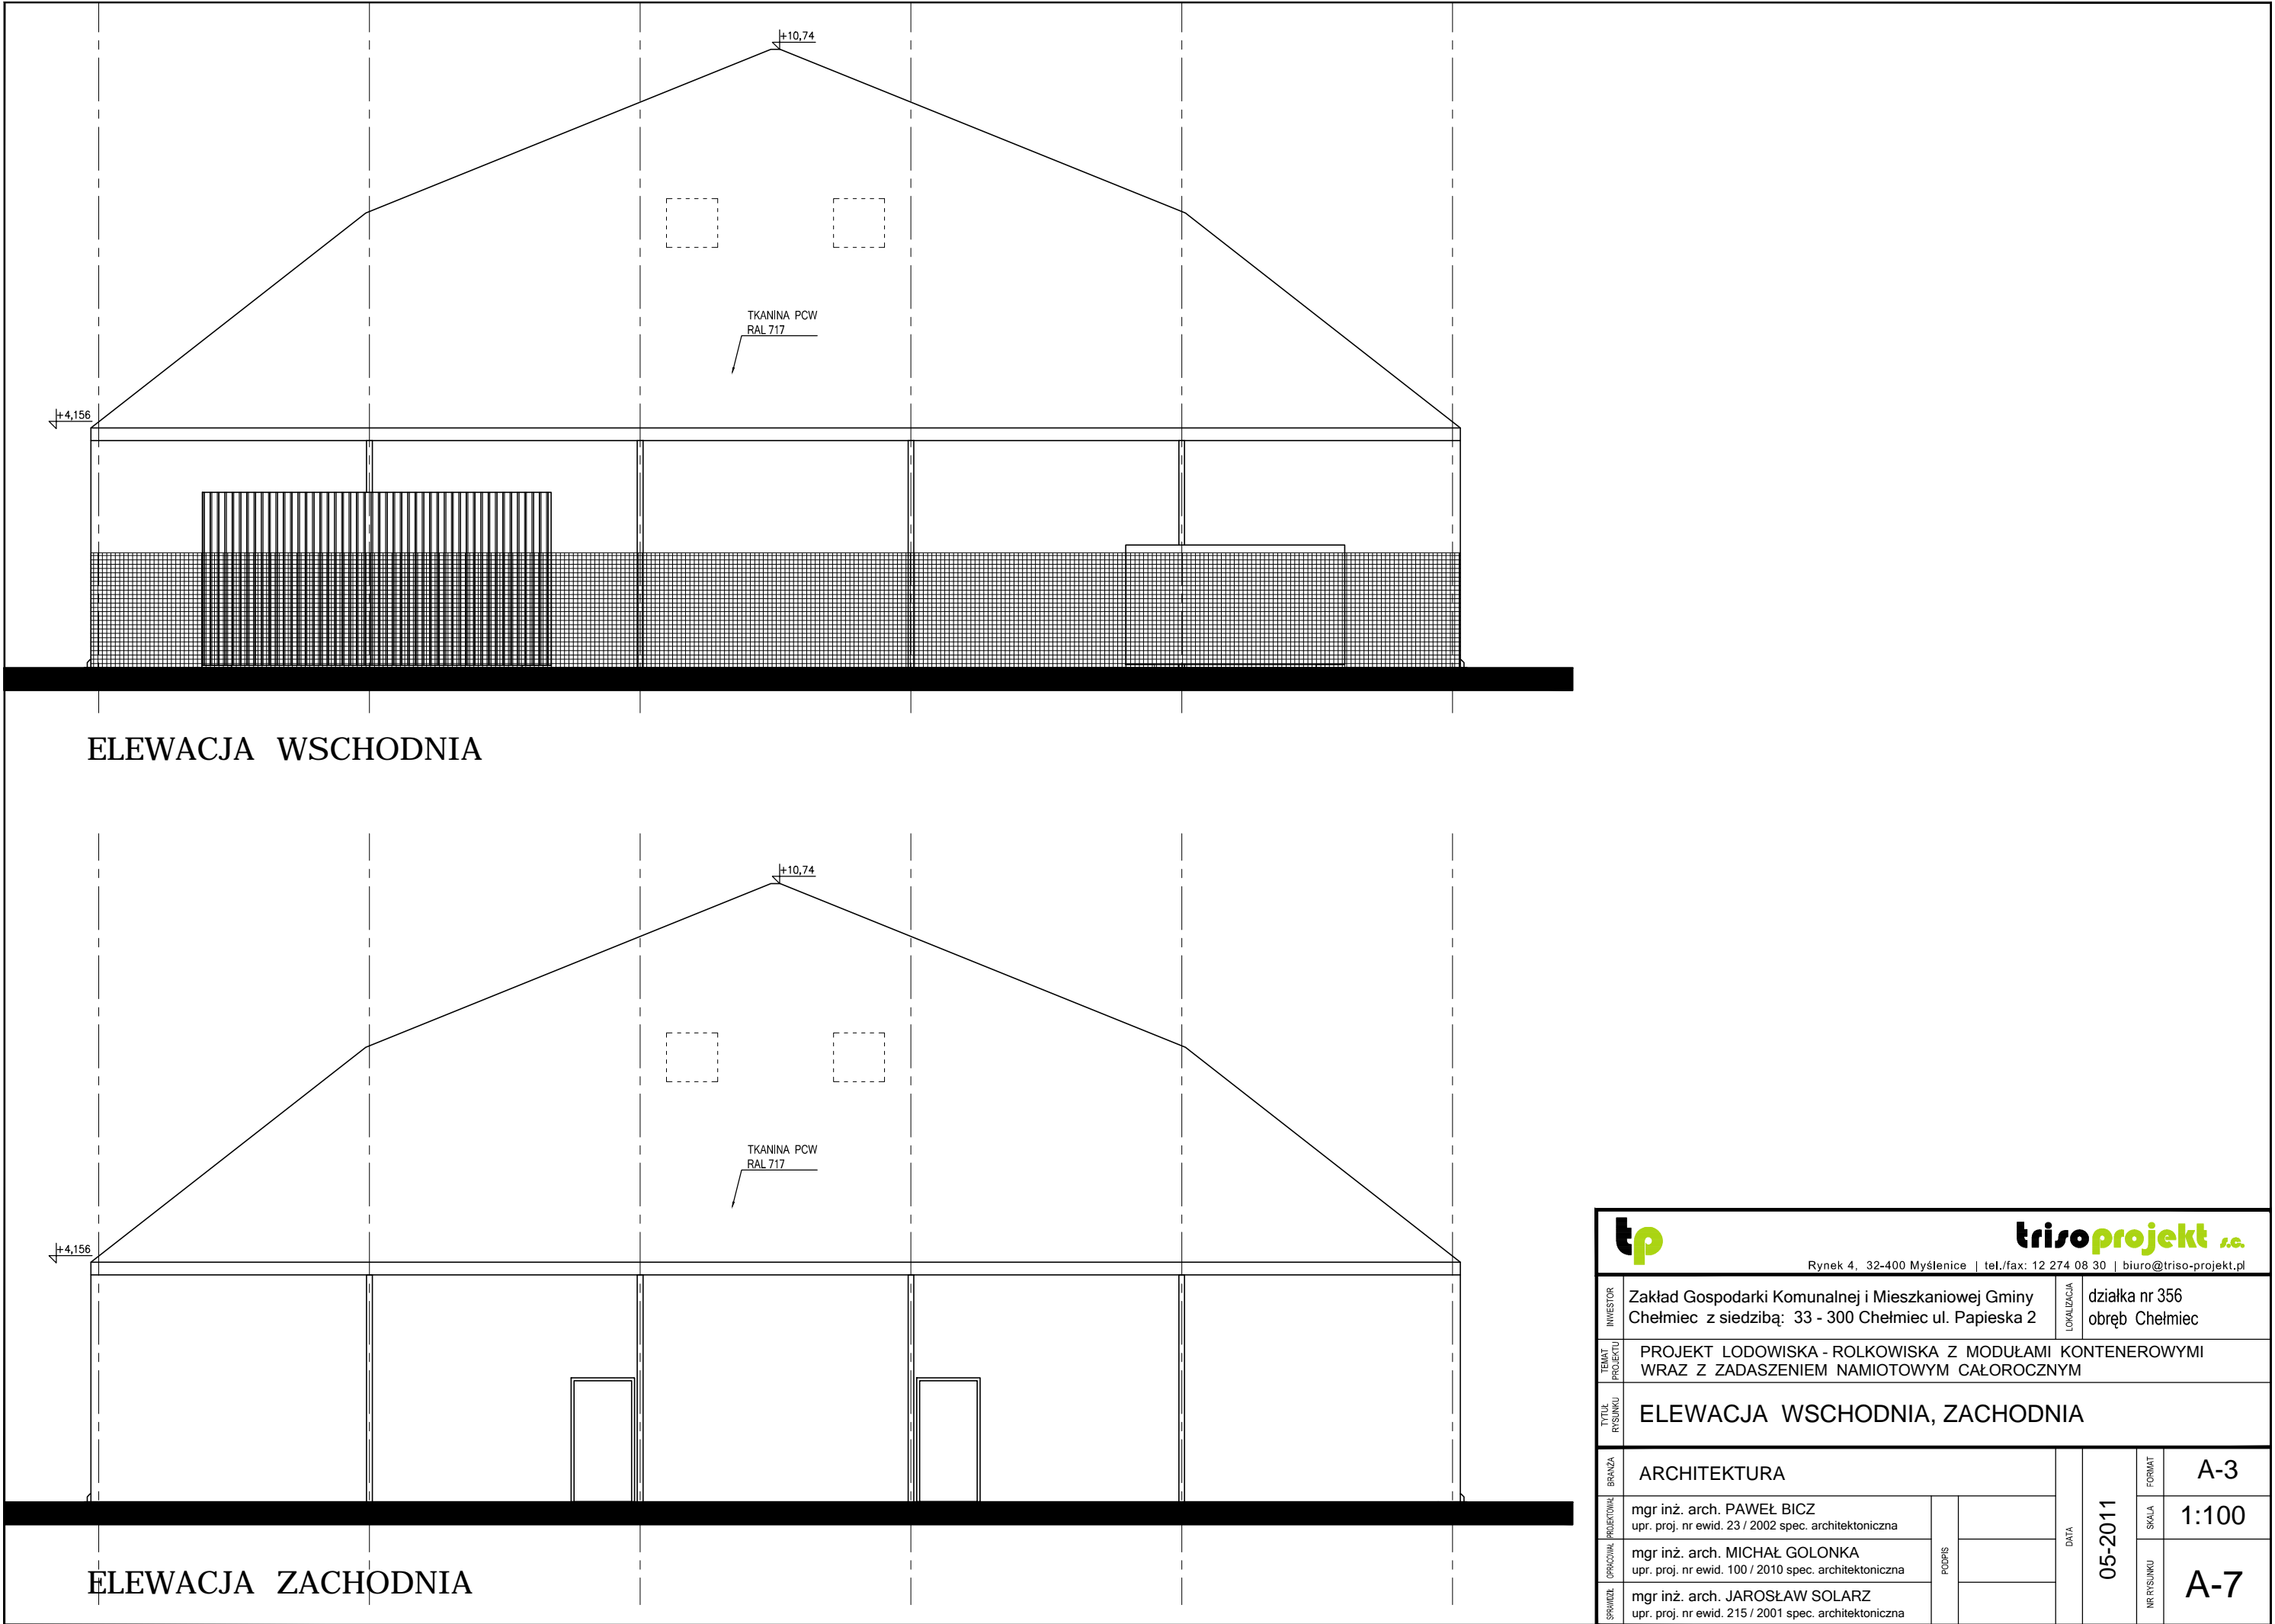 +10,74
TKANINA PCW
RAL 717
+4,156
ELEWACJA WSCHODNIA
+10,74
TKANINA PCW
RAL 717
+4,156
ELEWACJA ZACHODNIA
tp
trisoprojekt s.c.
Rynek 4, 32-400 Myślenice | tel./fax: 12 274 08 30 | biuro@triso-projekt.pl
INWESTOR
Zakład Gospodarki Komunalnej i Mieszkaniowej Gminy
Chełmiec z siedzibą: 33 - 300 Chełmiec ul. Papieska 2
LOKALIZACJA
działka nr 356
obręb Chełmiec
TEMAT
PROJEKTU
PROJEKT LODOWISKA - ROLKOWISKA Z MODUŁAMI KONTENEROWYMI
WRAZ Z ZADASZENIEM NAMIOTOWYM CAŁOROCZNYM
TYTUŁ
RYSUNKU
ELEWACJA WSCHODNIA, ZACHODNIA
BRANŻA
ARCHITEKTURA
PROJEKTOWAŁ
mgr inż. arch. PAWEŁ BICZ
upr. proj. nr ewid. 23 / 2002 spec. architektoniczna
OPRACOWAŁ
mgr inż. arch. MICHAŁ GOLONKA
upr. proj. nr ewid. 100 / 2010 spec. architektoniczna
SPRAWDZIŁ
mgr inż. arch. JAROSŁAW SOLARZ
upr. proj. nr ewid. 215 / 2001 spec. architektoniczna
PODPIS
DATA
05-2011
FORMAT
A-3
SKALA
1:100
NR RYSUNKU
A-7